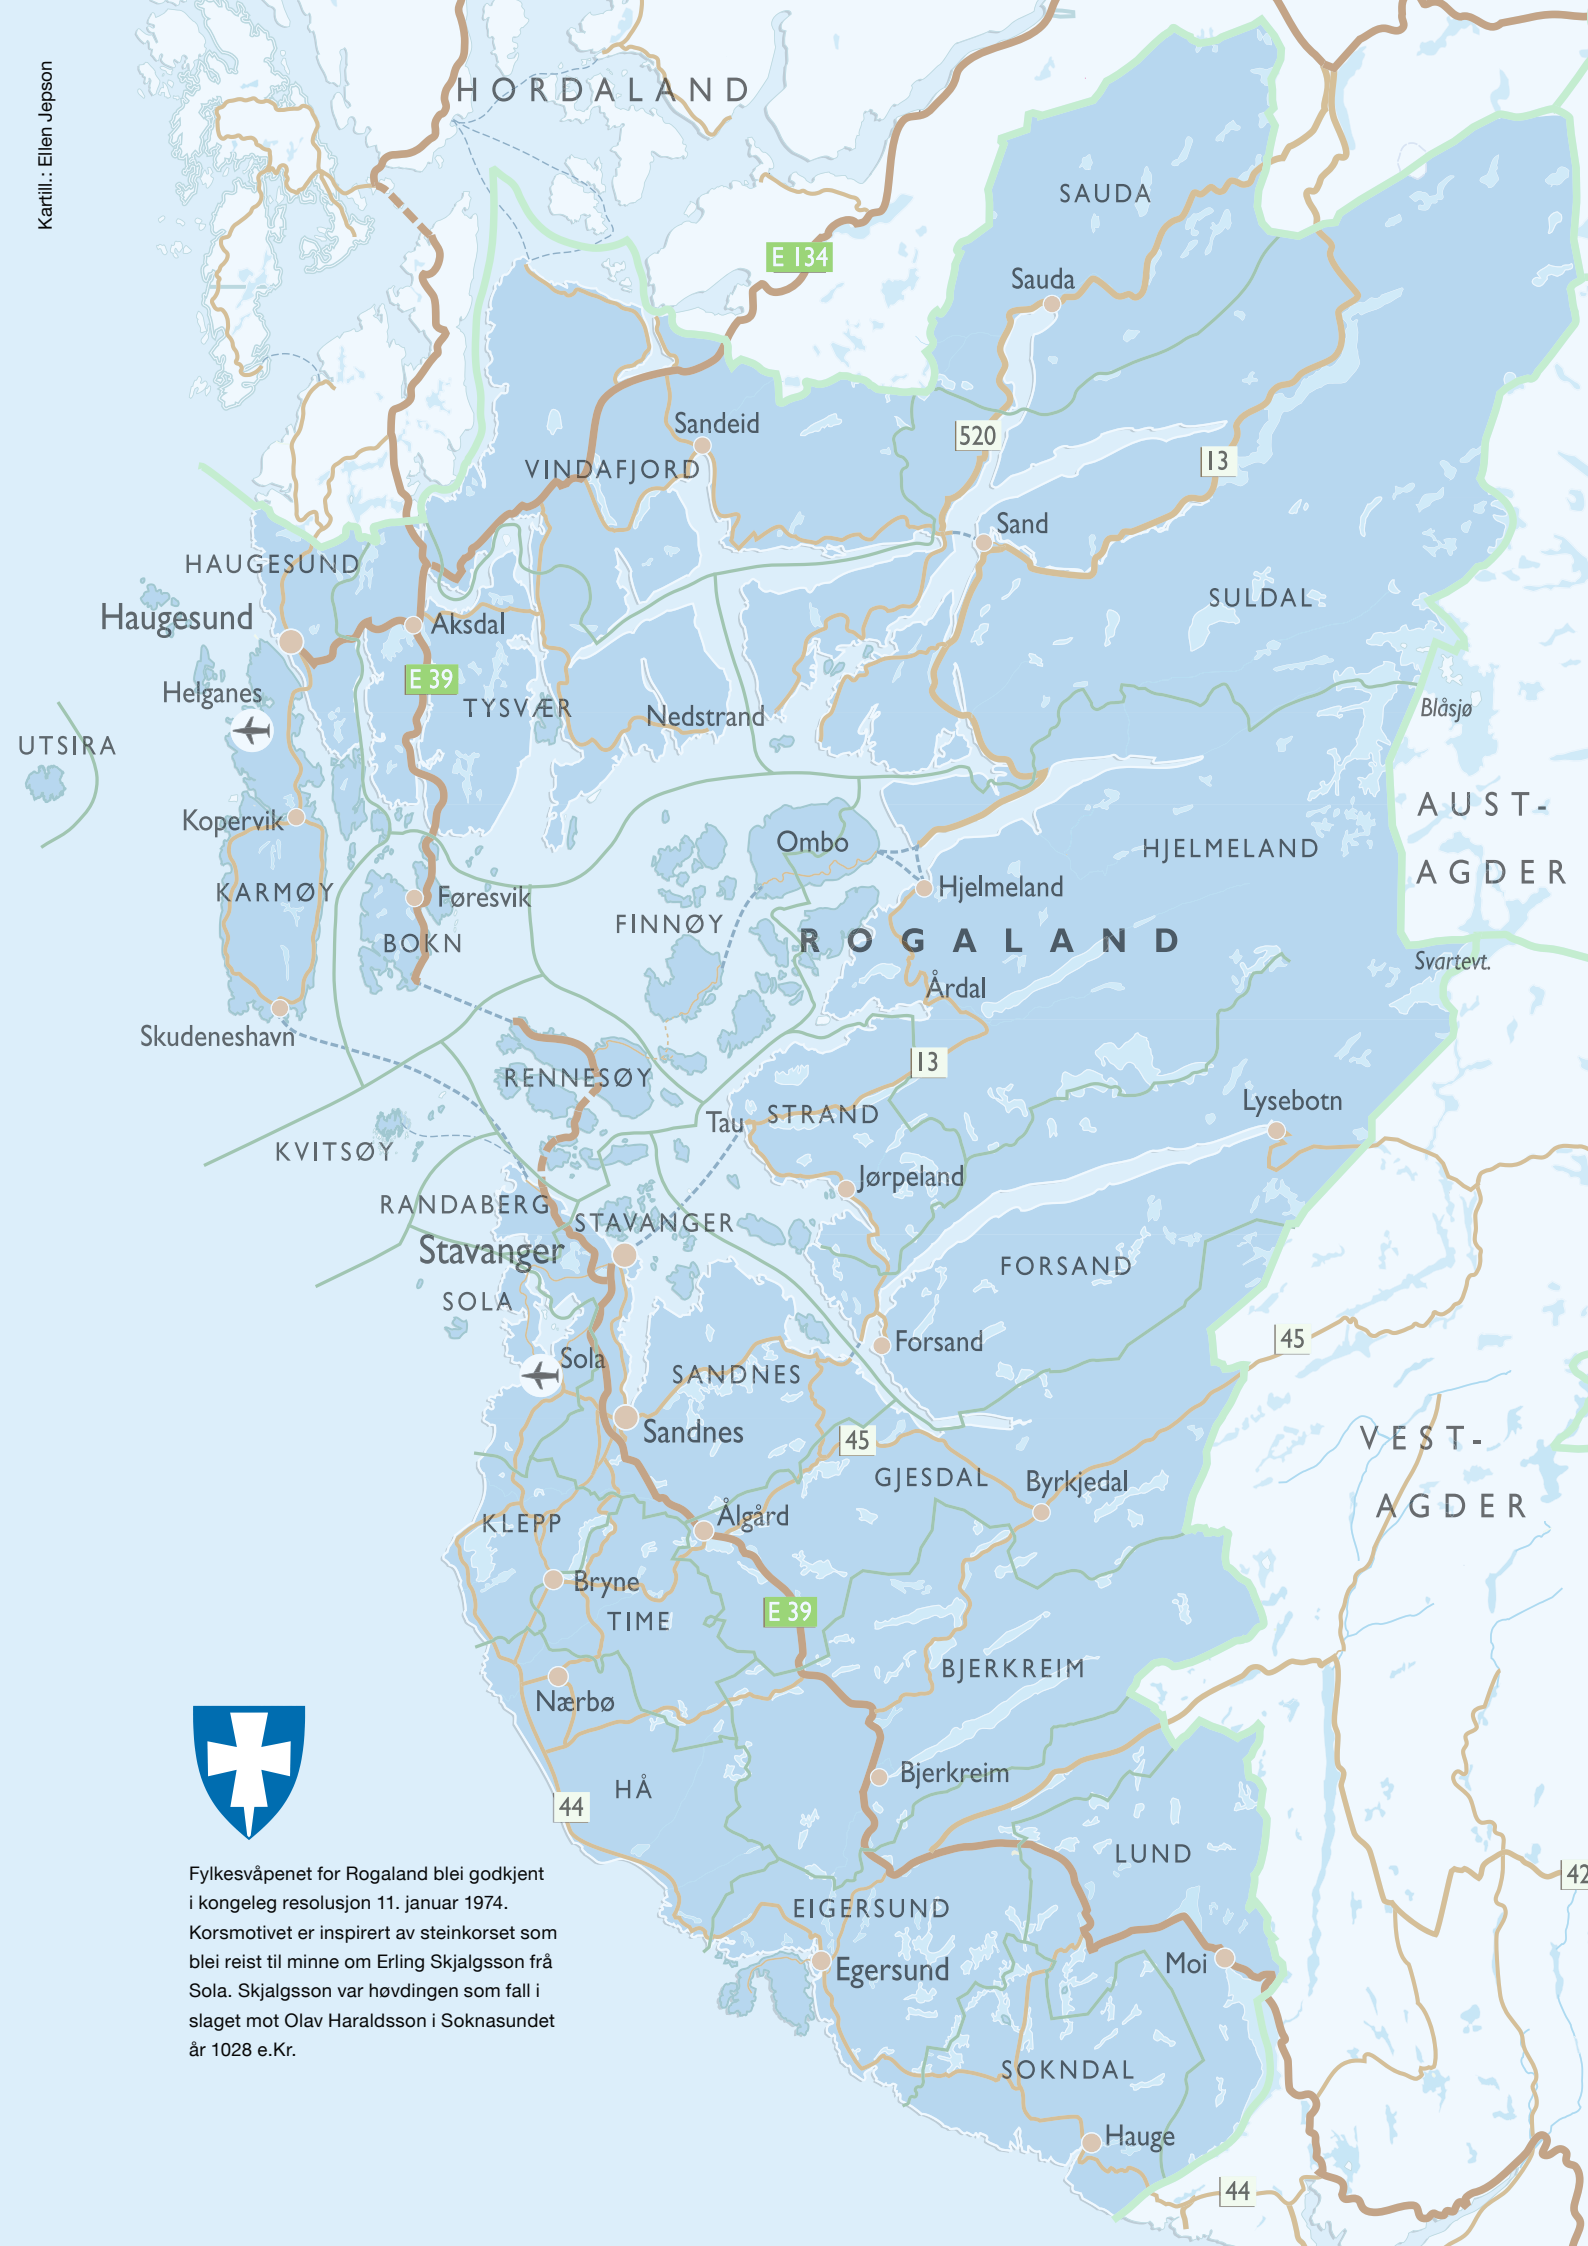 Kartill.: Ellen Jepson
HORDALAND
SAUDA
E 134
Sauda
Sandeid
520
VINDAFJORD
13
Sand
HAUGESUND
SULDAL
Haugesund
Aksdal
E 39
Helganes
TYSVÆR
Nedstrand
Blåsjø
UTSIRA
AUST-
AGDER
Kopervik
Ombo
HJELMELAND
KARMØY
Føresvik
Hjelmeland
FINNØY
BOKN
ROGALAND
Svartevt.
Årdal
Skudeneshavn
13
RENNESØY
Lysebotn
Tau
STRAND
KVITSØY
Jørpeland
RANDABERG
STAVANGER
Stavanger
FORSAND
SOLA
Forsand
45
Sola
SANDNES
Sandnes
45
VEST-
AGDER
GJESDAL
Byrkjedal
Ålgård
KLEPP
Bryne
E 39
TIME
BJERKREIM
Nærbø
Bjerkreim
HÅ
44
LUND
42
EIGERSUND
Moi
Egersund
SOKNDAL
Hauge
44
Fylkesvåpenet for Rogaland blei godkjent
i kongeleg resolusjon 11. januar 1974.
Korsmotivet er inspirert av steinkorset som
blei reist til minne om Erling Skjalgsson frå
Sola. Skjalgsson var høvdingen som fall i
slaget mot Olav Haraldsson i Soknasundet
år 1028 e.Kr.